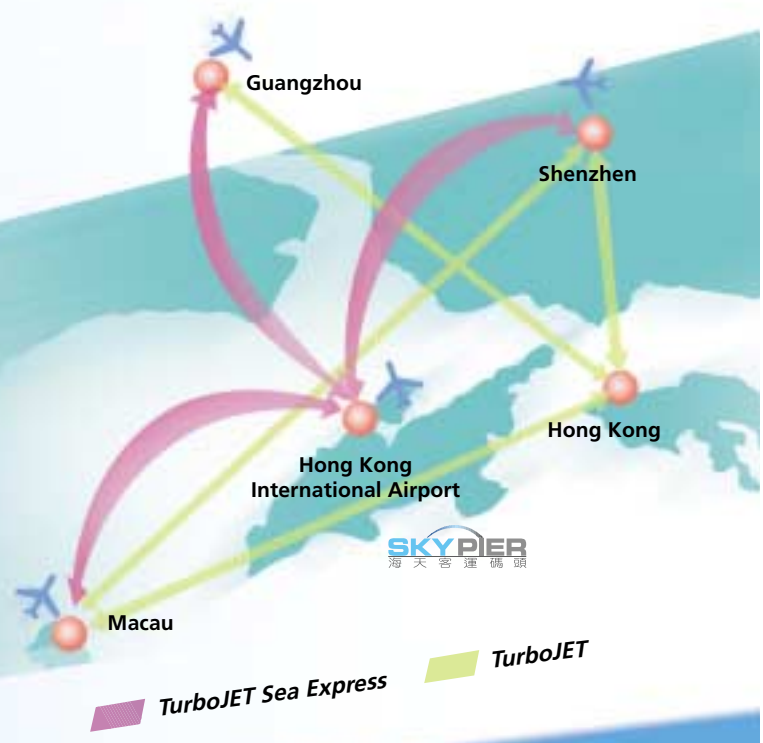 Guangzhou
Shenzhen
Hong Kong
Hong Kong
International Airport
SKYPIER
海天客運碼頭
Macau
TurboJET
TurboJET Sea Express